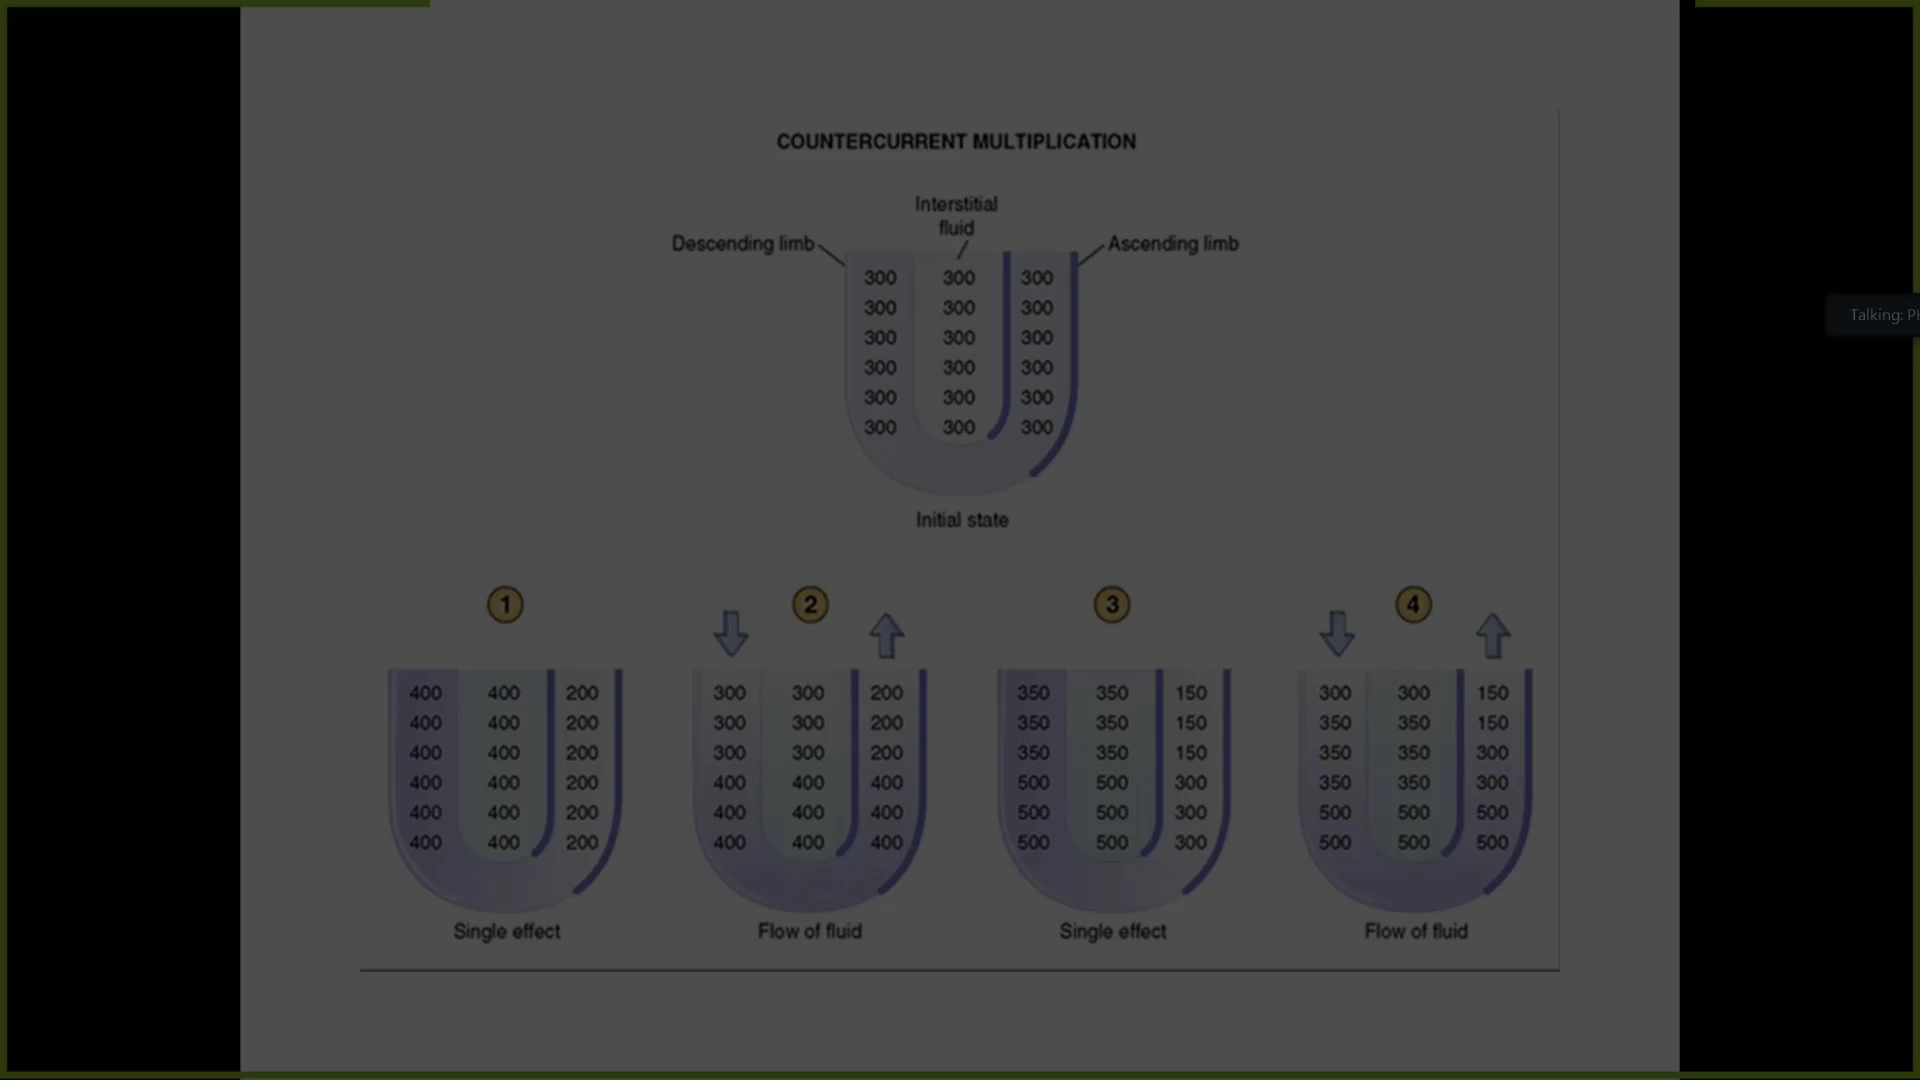 COUNTERCURRENT MULTIPLICATION
Interstitial
fluid
Descending limb
Ascending limb
300 300 300
300 300 300
300 300 300
300 300 300
300 300 300
300 300 300
Initial state
Talking:
1
400 400 200
400 400 200
400 400 200
400 400 200
400 400 200
400 400 200
Single effect
2
300 300 200
300 300 200
300 300 200
400 400 400
400 400 400
400 400 400
Flow of fluid
3
350 350 150
350 350 150
350 350 150
500 500 300
500 500 300
500 500 300
Single effect
4
300 300 150
350 350 150
350 350 300
350 350 300
500 500 500
500 500 500
Flow of fluid